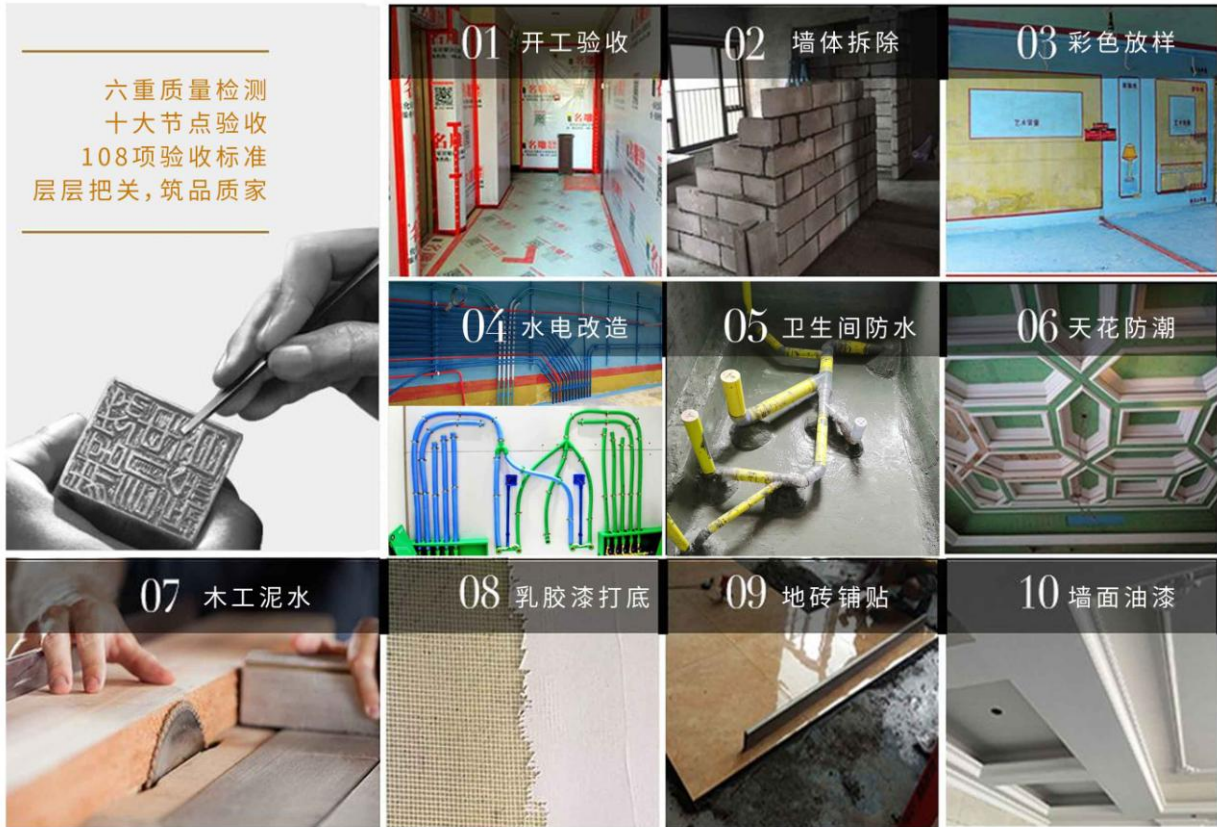 六重质量检测
十大节点验收
108项验收标准
层层把关,筑品质家
01 开工验收
02 墙体拆除
03 彩色放样
04 水电改造
05 卫生间防水
06 天花防潮
07 木工泥水
08 乳胶漆打底
09 地砖铺贴
10 墙面油漆
名雕